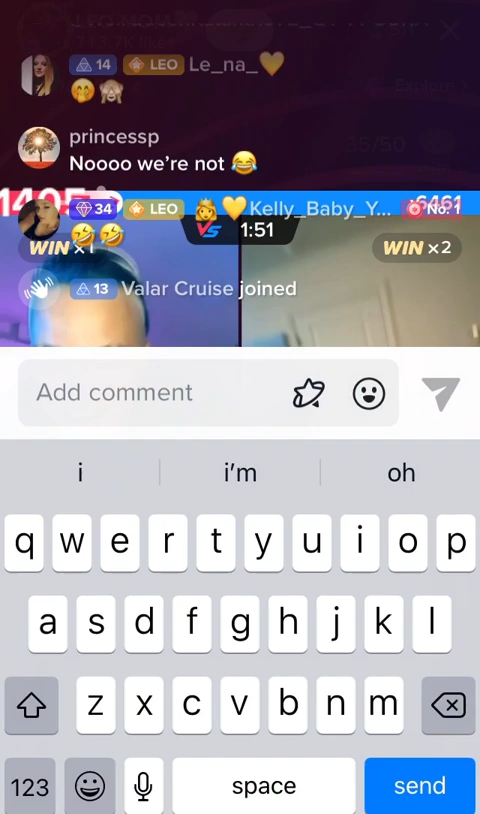 14 LEO Le_na_💛
🤭🙈
princessp
Noooo we're not 😂
34 LEO 👸💛Kelly_Baby_Y... No. 1
🤣🤣
VS 1:51
WIN x1
WIN x2
13 Valar Cruise joined
Add comment
i i'm oh
q w e r t y u i o p
a s d f g h j k l
z x c v b n m
123 space send